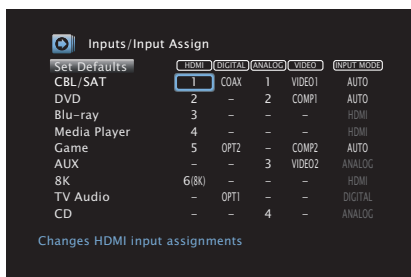 Inputs/Input Assign
Set Defaults HDMI DIGITAL ANALOG VIDEO INPUT MODE
CBL/SAT 1 COAX 1 VIDEO1 AUTO
DVD 2 – 2 COMP1 AUTO
Blu-ray 3 – – – HDMI
Media Player 4 – – – HDMI
Game 5 OPT2 – COMP2 AUTO
AUX – – 3 VIDEO2 ANALOG
8K 6(8K) – – – HDMI
TV Audio – OPT1 – – DIGITAL
CD – – 4 – ANALOG
Changes HDMI input assignments